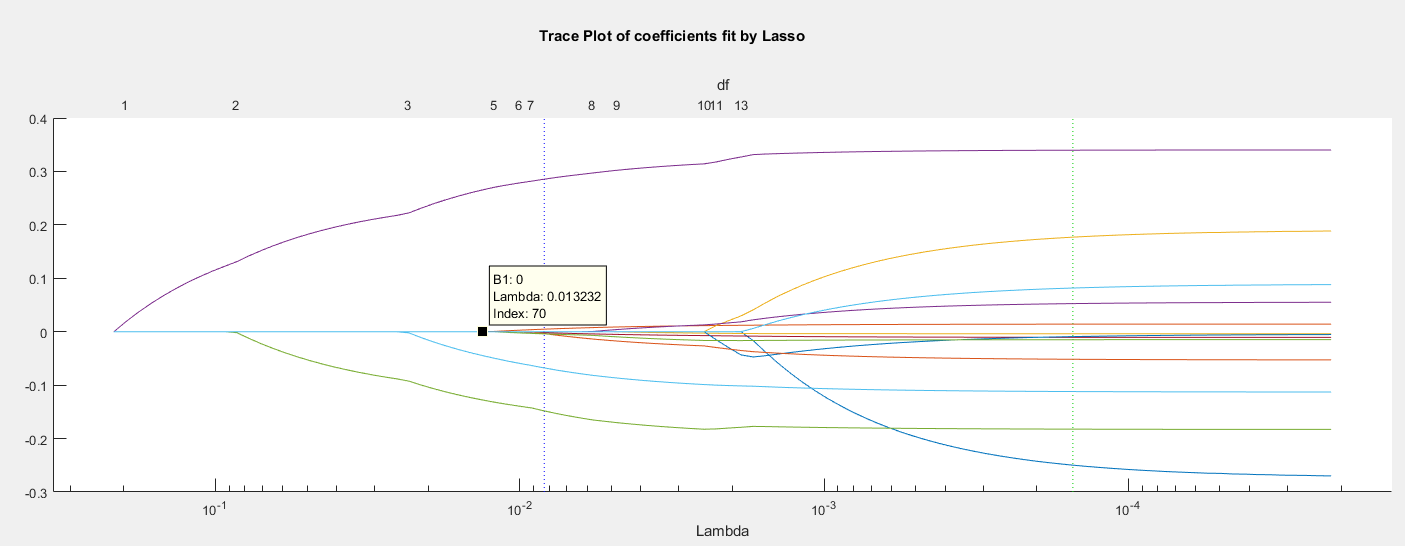 Trace Plot of coefficients fit by Lasso
df
1 2 3 5 6 7 8 9 10 11 13
0.4
0.3
0.2
0.1
0
-0.1
-0.2
-0.3
B1: 0
Lambda: 0.013232
Index: 70
10-1 10-2 10-3 10-4
Lambda